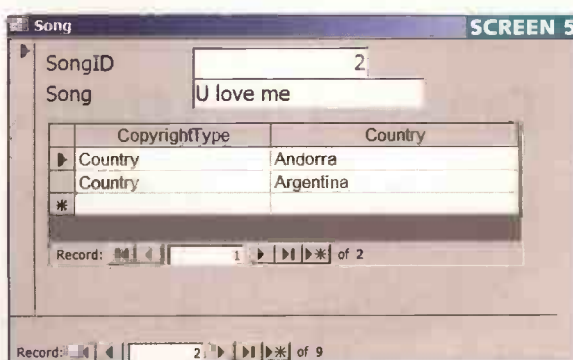 Song SCREEN 5
SongID 2
Song U love me
CopyrightType Country
Country Andorra
Country Argentina
*
Record: 1 of 2
Record: 2 of 9